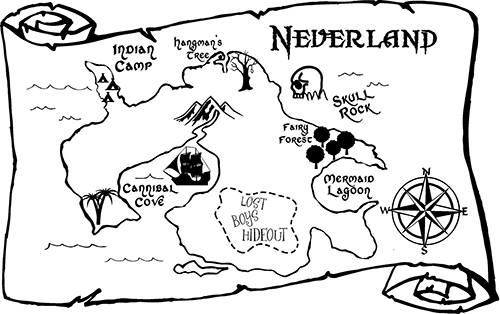 Neverland
Indian
Camp
Hangman's
Tree
Skull
Rock
Fairy
Forest
Mermaid
Lagoon
Cannibal
Cove
LOST
BOYS
HIDEOUT
N
W
E
S